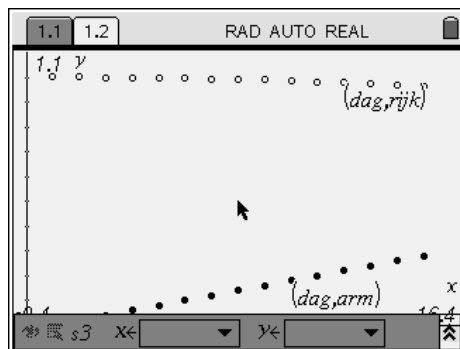 1.1 1.2 RAD AUTO REAL
1.1 y
(dag,rijk)
x
(dag,arm)
16.4
s3 x← y←